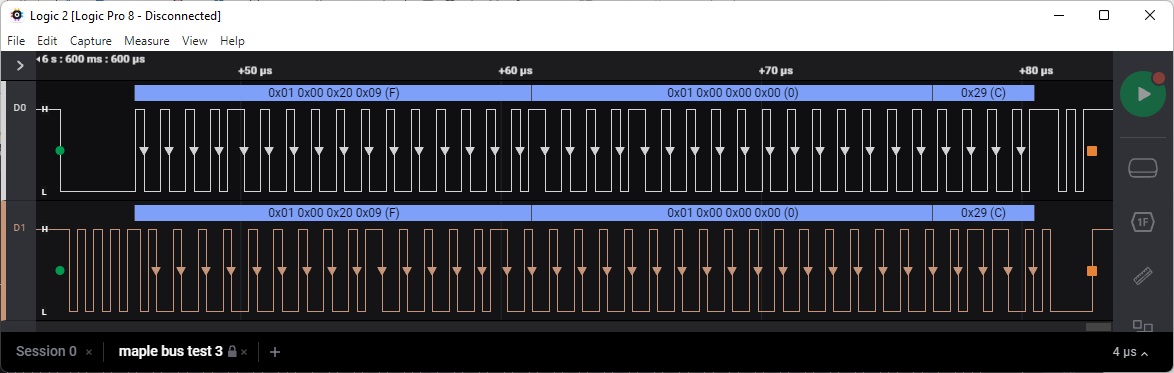 Logic 2 [Logic Pro 8 - Disconnected]
File Edit Capture Measure View Help
6 s : 600 ms : 600 µs
+50 µs +60 µs +70 µs +80 µs
0x01 0x00 0x20 0x09 (F) 0x01 0x00 0x00 0x00 (0) 0x29 (C)
D0 H
L
0x01 0x00 0x20 0x09 (F) 0x01 0x00 0x00 0x00 (0) 0x29 (C)
D1 H
1F
L
Session 0 × maple bus test 3 × + 4 µs